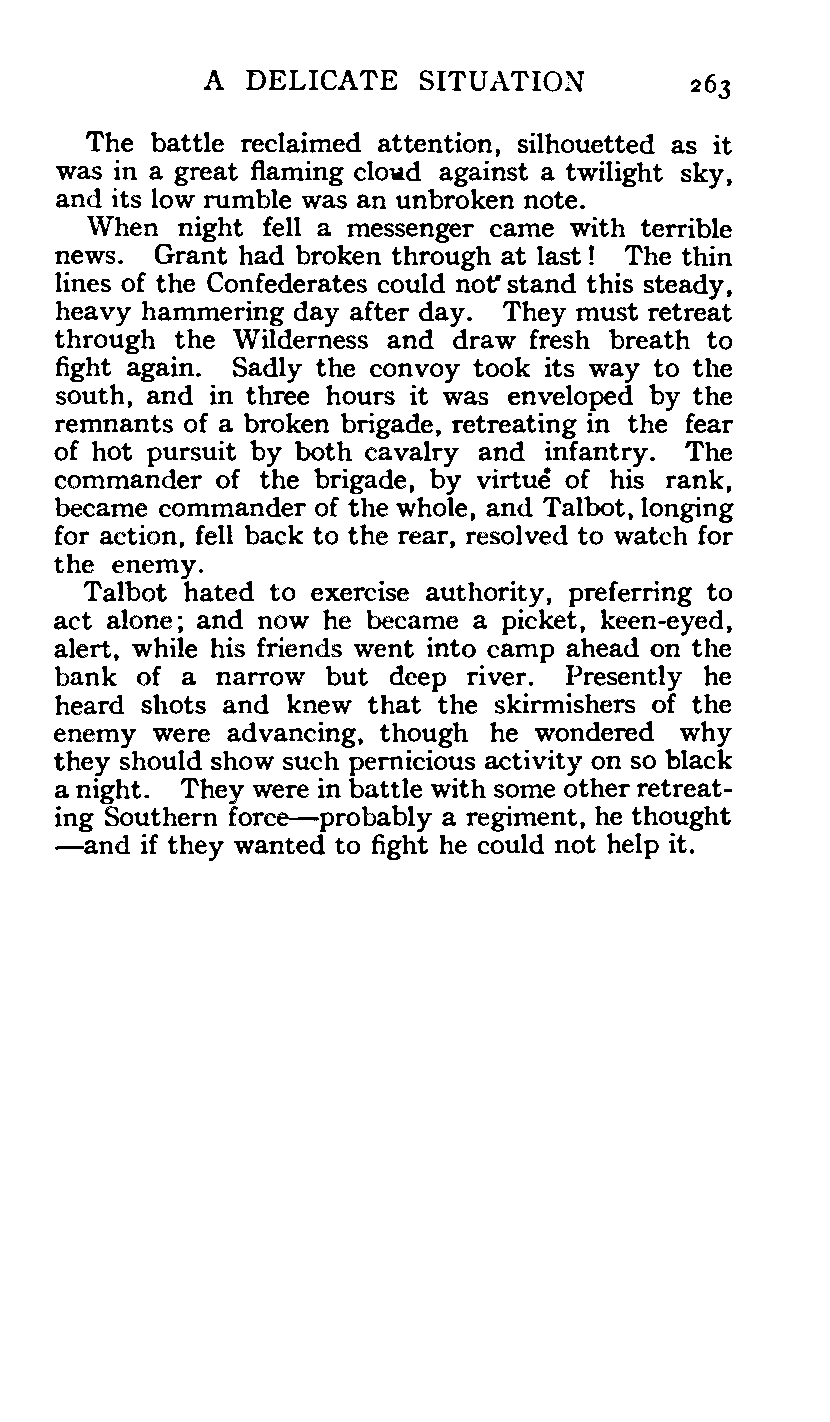 A DELICATE SITUATION 263
The battle reclaimed attention, silhouetted as it
was in a great flaming cloud against a twilight sky,
and its low rumble was an unbroken note.
When night fell a messenger came with terrible
news. Grant had broken through at last! The thin
lines of the Confederates could not stand this steady,
heavy hammering day after day. They must retreat
through the Wilderness and draw fresh breath to
fight again. Sadly the convoy took its way to the
south, and in three hours it was enveloped by the
remnants of a broken brigade, retreating in the fear
of hot pursuit by both cavalry and infantry. The
commander of the brigade, by virtue of his rank,
became commander of the whole, and Talbot, longing
for action, fell back to the rear, resolved to watch for
the enemy.
Talbot hated to exercise authority, preferring to
act alone; and now he became a picket, keen-eyed,
alert, while his friends went into camp ahead on the
bank of a narrow but deep river. Presently he
heard shots and knew that the skirmishers of the
enemy were advancing, though he wondered why
they should show such pernicious activity on so black
a night. They were in battle with some other retreat-
ing Southern force—probably a regiment, he thought
—and if they wanted to fight he could not help it.